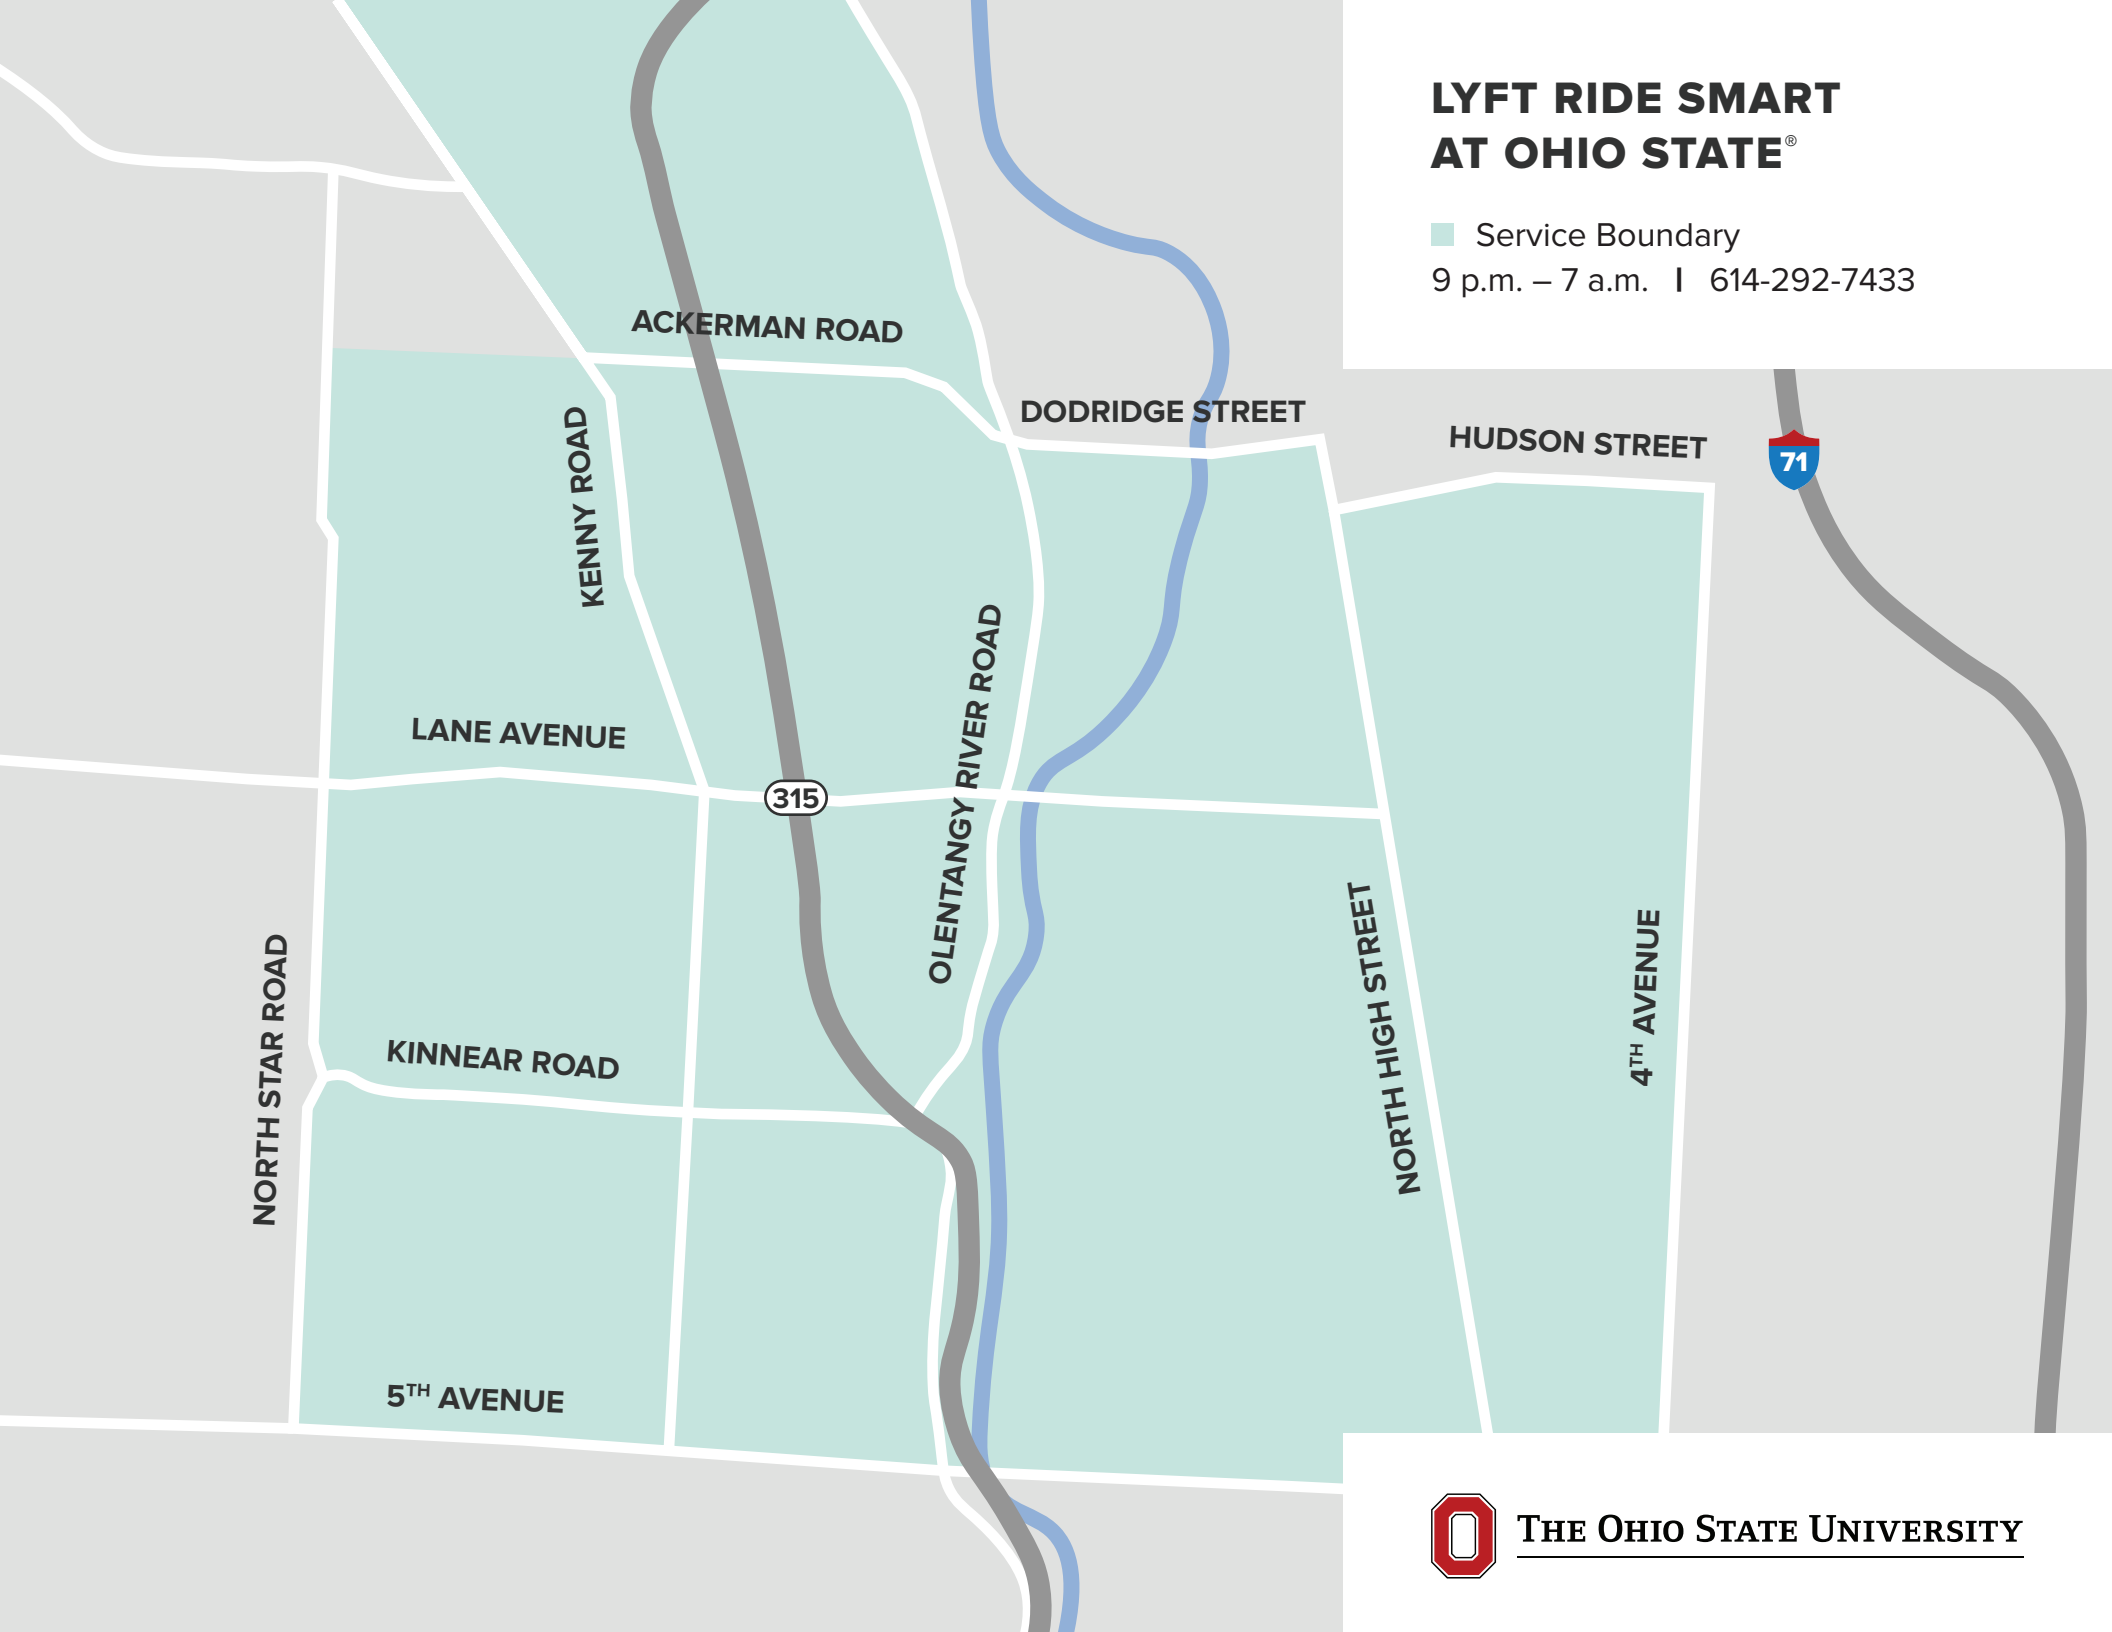 LYFT RIDE SMART
AT OHIO STATE®
Service Boundary
9 p.m. – 7 a.m. | 614-292-7433
ACKERMAN ROAD
DODRIDGE STREET
HUDSON STREET
71
KENNY ROAD
OLENTANGY RIVER ROAD
LANE AVENUE
315
NORTH HIGH STREET
4TH AVENUE
NORTH STAR ROAD
KINNEAR ROAD
5TH AVENUE
THE OHIO STATE UNIVERSITY